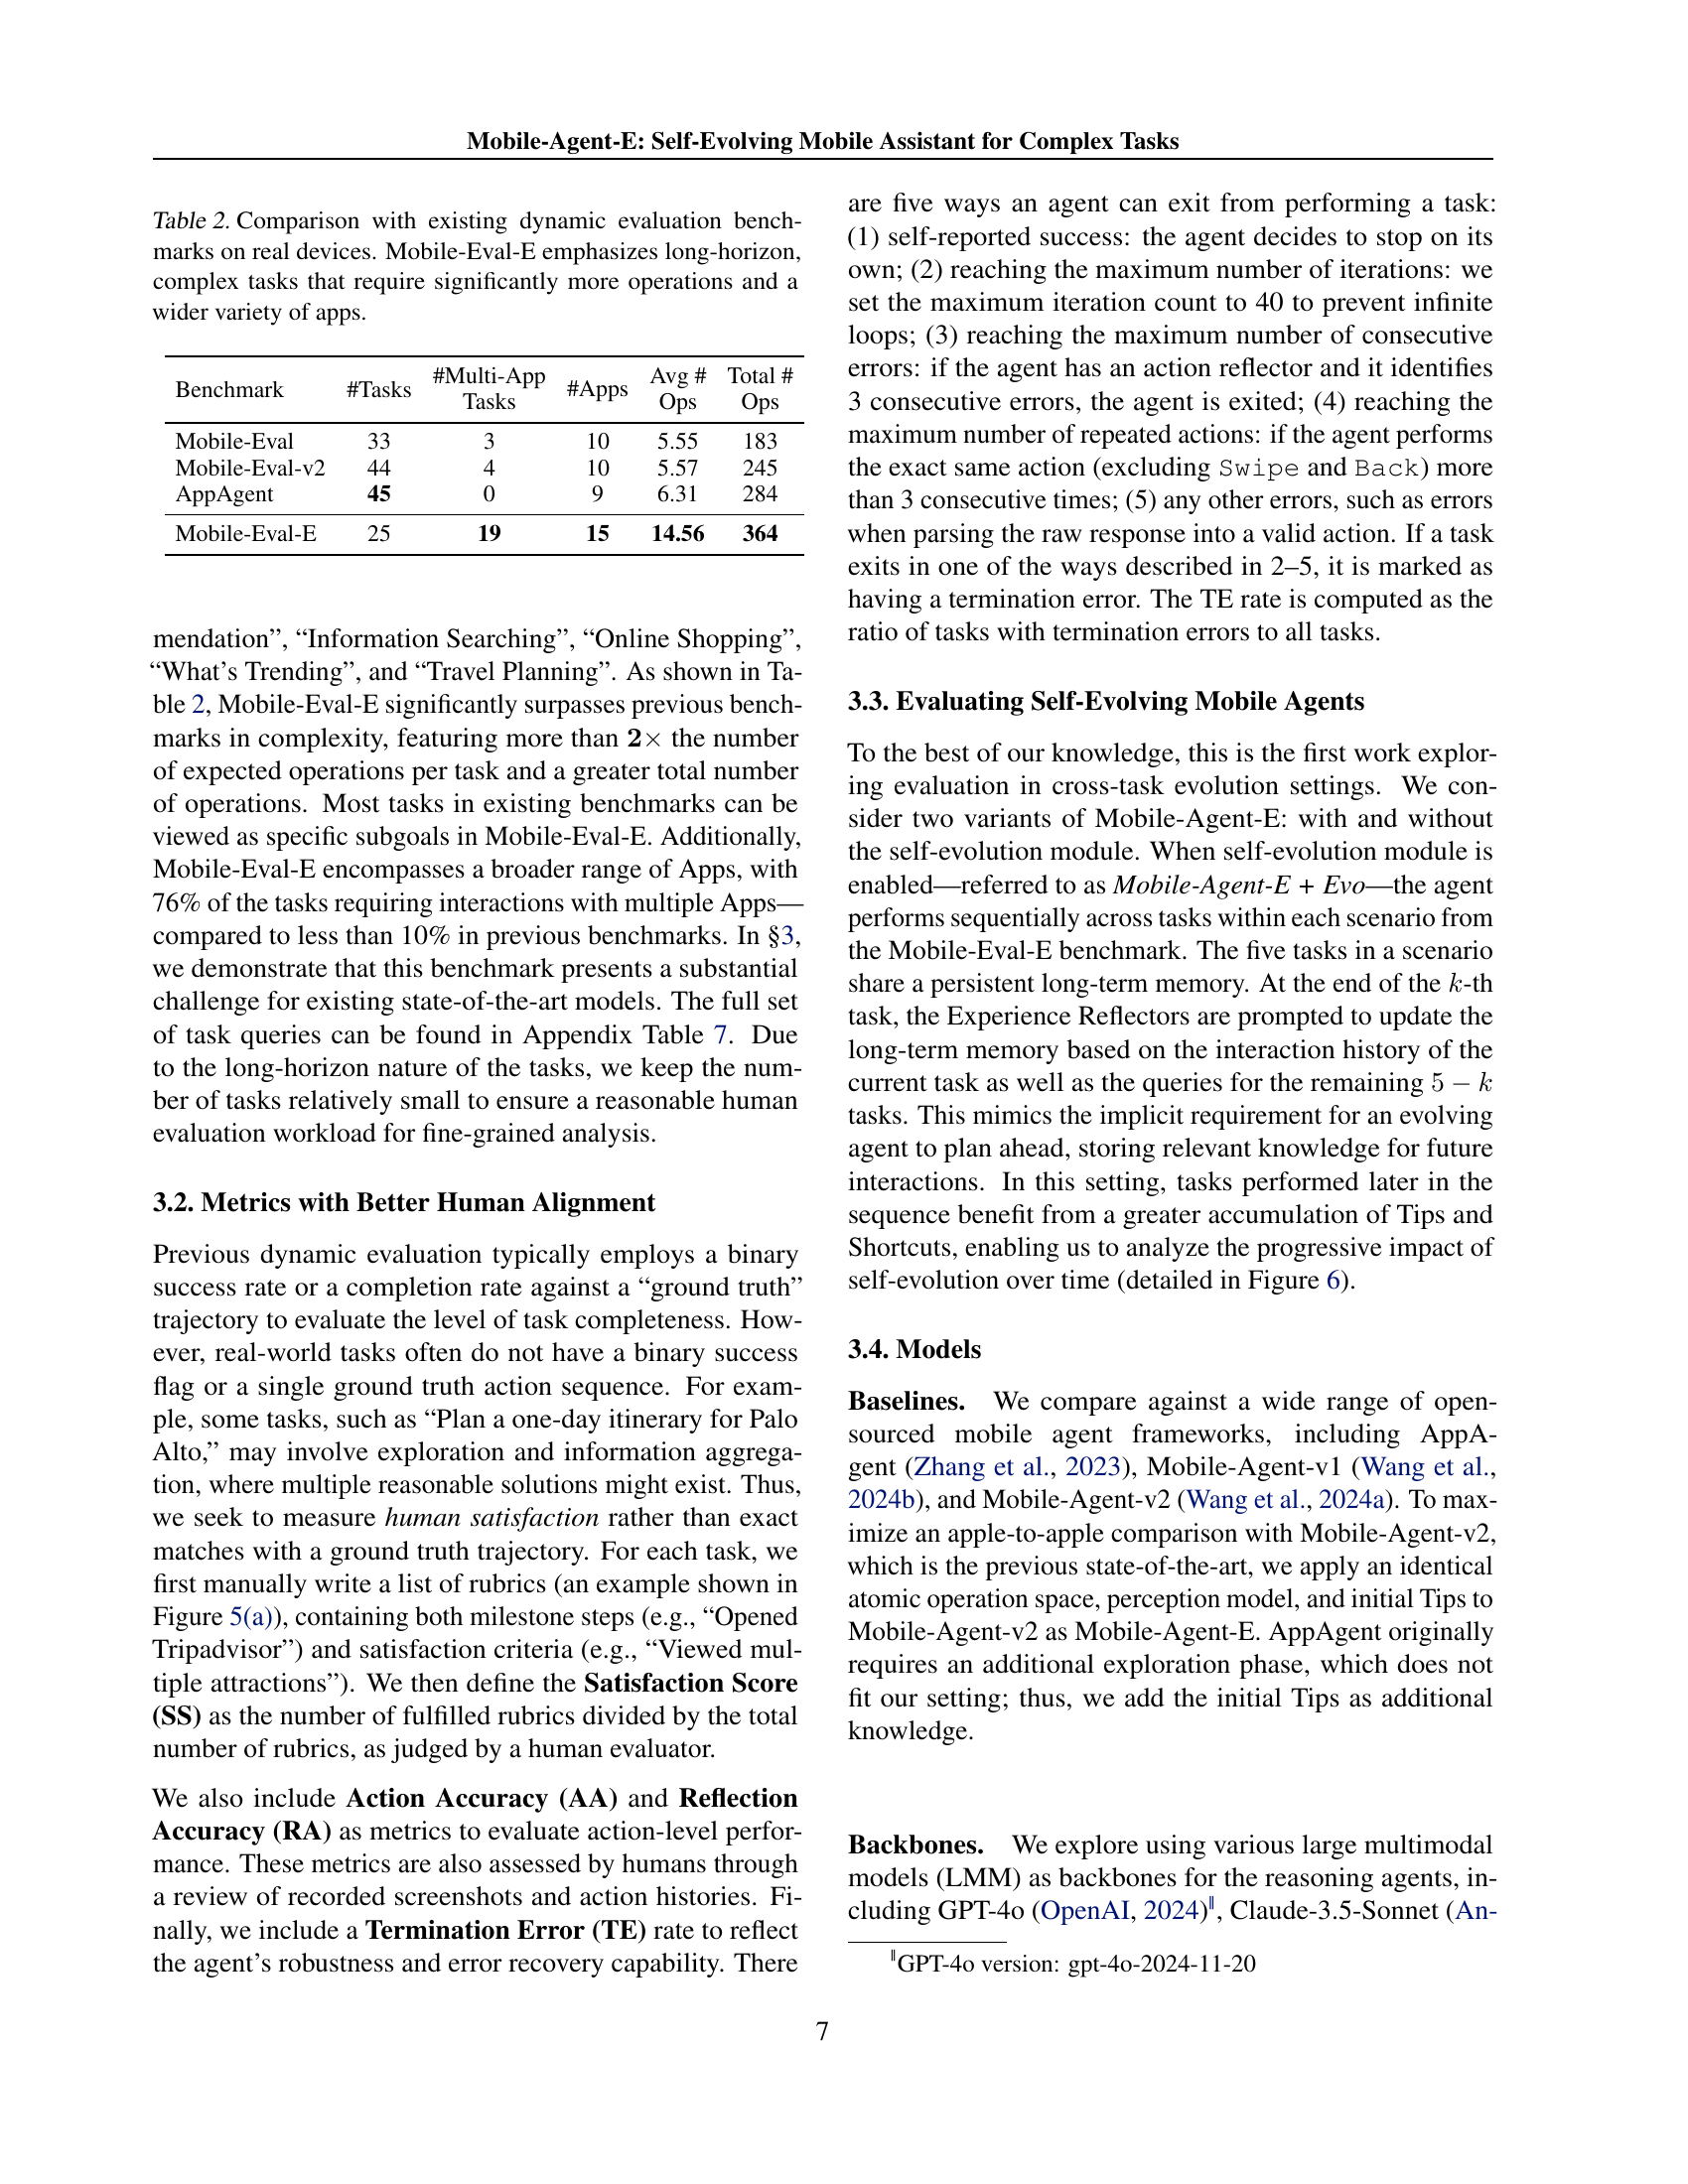 Mobile-Agent-E: Self-Evolving Mobile Assistant for Complex Tasks
Table 2. Comparison with existing dynamic evaluation bench-
marks on real devices. Mobile-Eval-E emphasizes long-horizon,
complex tasks that require significantly more operations and a
wider variety of apps.
Benchmark #Tasks #Multi-App Tasks #Apps Avg # Ops Total # Ops
Mobile-Eval 33 3 10 5.55 183
Mobile-Eval-v2 44 4 10 5.57 245
AppAgent 45 0 9 6.31 284
Mobile-Eval-E 25 19 15 14.56 364
mendation”, “Information Searching”, “Online Shopping”,
“What’s Trending”, and “Travel Planning”. As shown in Ta-
ble 2, Mobile-Eval-E significantly surpasses previous bench-
marks in complexity, featuring more than 2× the number
of expected operations per task and a greater total number
of operations. Most tasks in existing benchmarks can be
viewed as specific subgoals in Mobile-Eval-E. Additionally,
Mobile-Eval-E encompasses a broader range of Apps, with
76% of the tasks requiring interactions with multiple Apps—
compared to less than 10% in previous benchmarks. In §3,
we demonstrate that this benchmark presents a substantial
challenge for existing state-of-the-art models. The full set
of task queries can be found in Appendix Table 7. Due
to the long-horizon nature of the tasks, we keep the num-
ber of tasks relatively small to ensure a reasonable human
evaluation workload for fine-grained analysis.
3.2. Metrics with Better Human Alignment
Previous dynamic evaluation typically employs a binary
success rate or a completion rate against a “ground truth”
trajectory to evaluate the level of task completeness. How-
ever, real-world tasks often do not have a binary success
flag or a single ground truth action sequence. For exam-
ple, some tasks, such as “Plan a one-day itinerary for Palo
Alto,” may involve exploration and information aggrega-
tion, where multiple reasonable solutions might exist. Thus,
we seek to measure human satisfaction rather than exact
matches with a ground truth trajectory. For each task, we
first manually write a list of rubrics (an example shown in
Figure 5(a)), containing both milestone steps (e.g., “Opened
Tripadvisor”) and satisfaction criteria (e.g., “Viewed mul-
tiple attractions”). We then define the Satisfaction Score
(SS) as the number of fulfilled rubrics divided by the total
number of rubrics, as judged by a human evaluator.
We also include Action Accuracy (AA) and Reflection
Accuracy (RA) as metrics to evaluate action-level perfor-
mance. These metrics are also assessed by humans through
a review of recorded screenshots and action histories. Fi-
nally, we include a Termination Error (TE) rate to reflect
the agent’s robustness and error recovery capability. There
are five ways an agent can exit from performing a task:
(1) self-reported success: the agent decides to stop on its
own; (2) reaching the maximum number of iterations: we
set the maximum iteration count to 40 to prevent infinite
loops; (3) reaching the maximum number of consecutive
errors: if the agent has an action reflector and it identifies
3 consecutive errors, the agent is exited; (4) reaching the
maximum number of repeated actions: if the agent performs
the exact same action (excluding Swipe and Back) more
than 3 consecutive times; (5) any other errors, such as errors
when parsing the raw response into a valid action. If a task
exits in one of the ways described in 2–5, it is marked as
having a termination error. The TE rate is computed as the
ratio of tasks with termination errors to all tasks.
3.3. Evaluating Self-Evolving Mobile Agents
To the best of our knowledge, this is the first work explor-
ing evaluation in cross-task evolution settings. We con-
sider two variants of Mobile-Agent-E: with and without
the self-evolution module. When self-evolution module is
enabled—referred to as Mobile-Agent-E + Evo—the agent
performs sequentially across tasks within each scenario from
the Mobile-Eval-E benchmark. The five tasks in a scenario
share a persistent long-term memory. At the end of the k-th
task, the Experience Reflectors are prompted to update the
long-term memory based on the interaction history of the
current task as well as the queries for the remaining 5 − k
tasks. This mimics the implicit requirement for an evolving
agent to plan ahead, storing relevant knowledge for future
interactions. In this setting, tasks performed later in the
sequence benefit from a greater accumulation of Tips and
Shortcuts, enabling us to analyze the progressive impact of
self-evolution over time (detailed in Figure 6).
3.4. Models
Baselines. We compare against a wide range of open-
sourced mobile agent frameworks, including AppA-
gent (Zhang et al., 2023), Mobile-Agent-v1 (Wang et al.,
2024b), and Mobile-Agent-v2 (Wang et al., 2024a). To max-
imize an apple-to-apple comparison with Mobile-Agent-v2,
which is the previous state-of-the-art, we apply an identical
atomic operation space, perception model, and initial Tips to
Mobile-Agent-v2 as Mobile-Agent-E. AppAgent originally
requires an additional exploration phase, which does not
fit our setting; thus, we add the initial Tips as additional
knowledge.
Backbones. We explore using various large multimodal
models (LMM) as backbones for the reasoning agents, in-
cluding GPT-4o (OpenAI, 2024)‖, Claude-3.5-Sonnet (An-
‖GPT-4o version: gpt-4o-2024-11-20
7